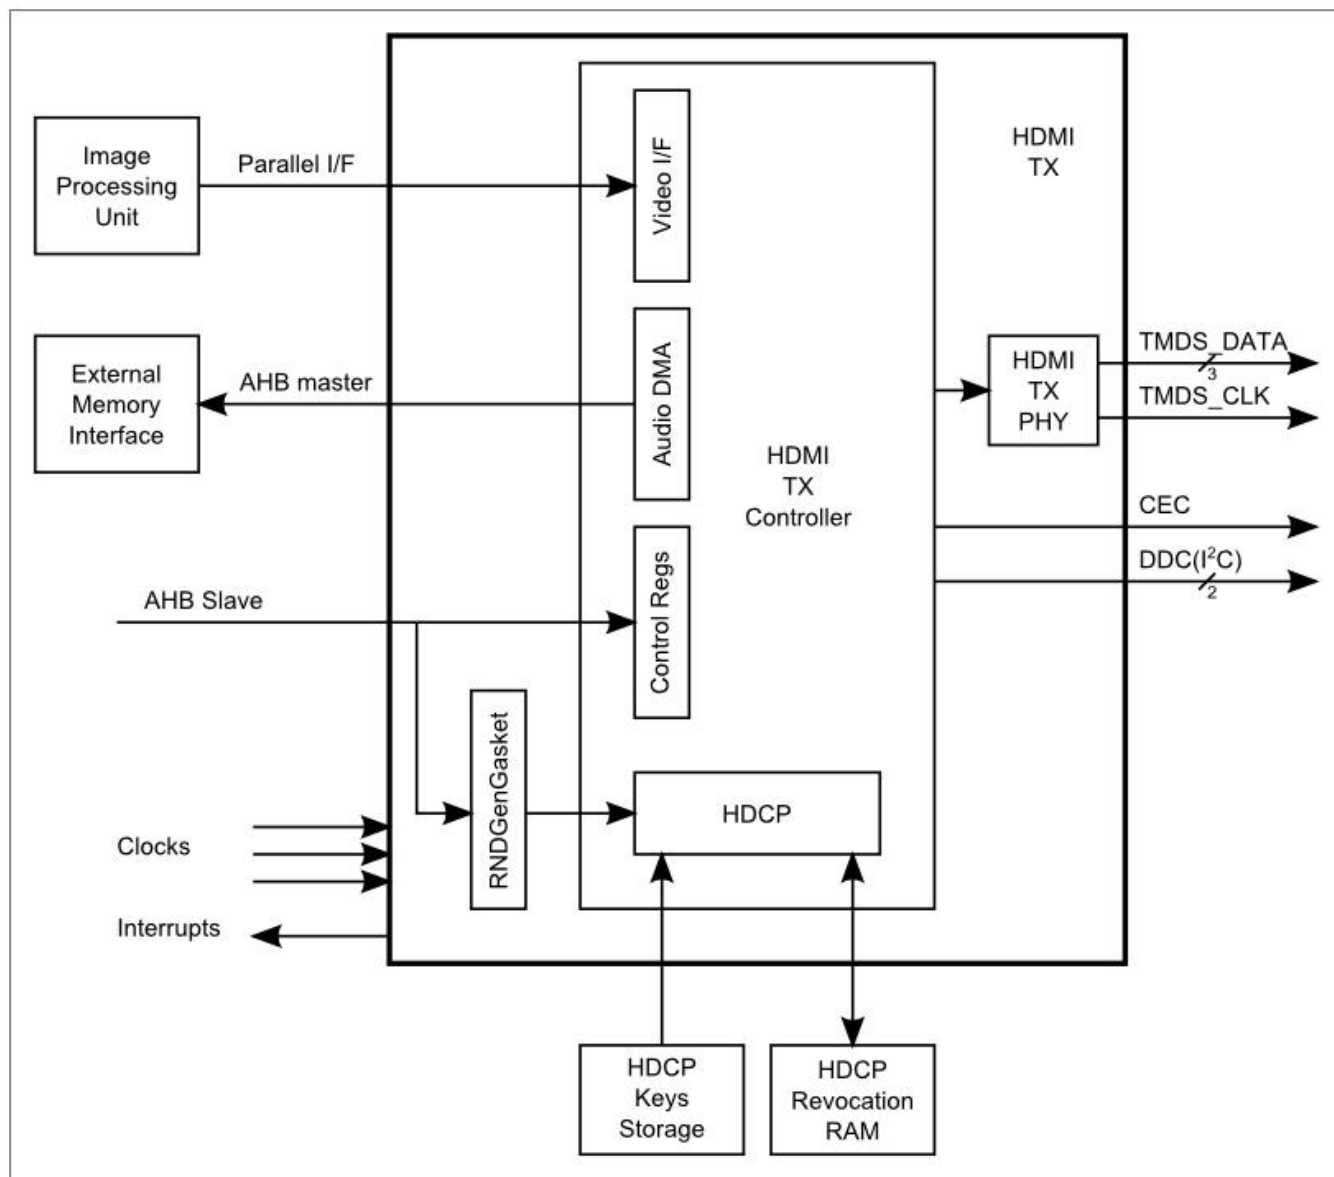 HDMI
TX
Image
Processing
Unit
Parallel I/F
Video I/F
External
Memory
Interface
AHB master
Audio DMA
HDMI
TX
PHY
TMDS_DATA
3
TMDS_CLK
HDMI
TX
Controller
CEC
DDC(I²C)
2
AHB Slave
Control Regs
RNDGenGasket
HDCP
Clocks
Interrupts
HDCP
Keys
Storage
HDCP
Revocation
RAM